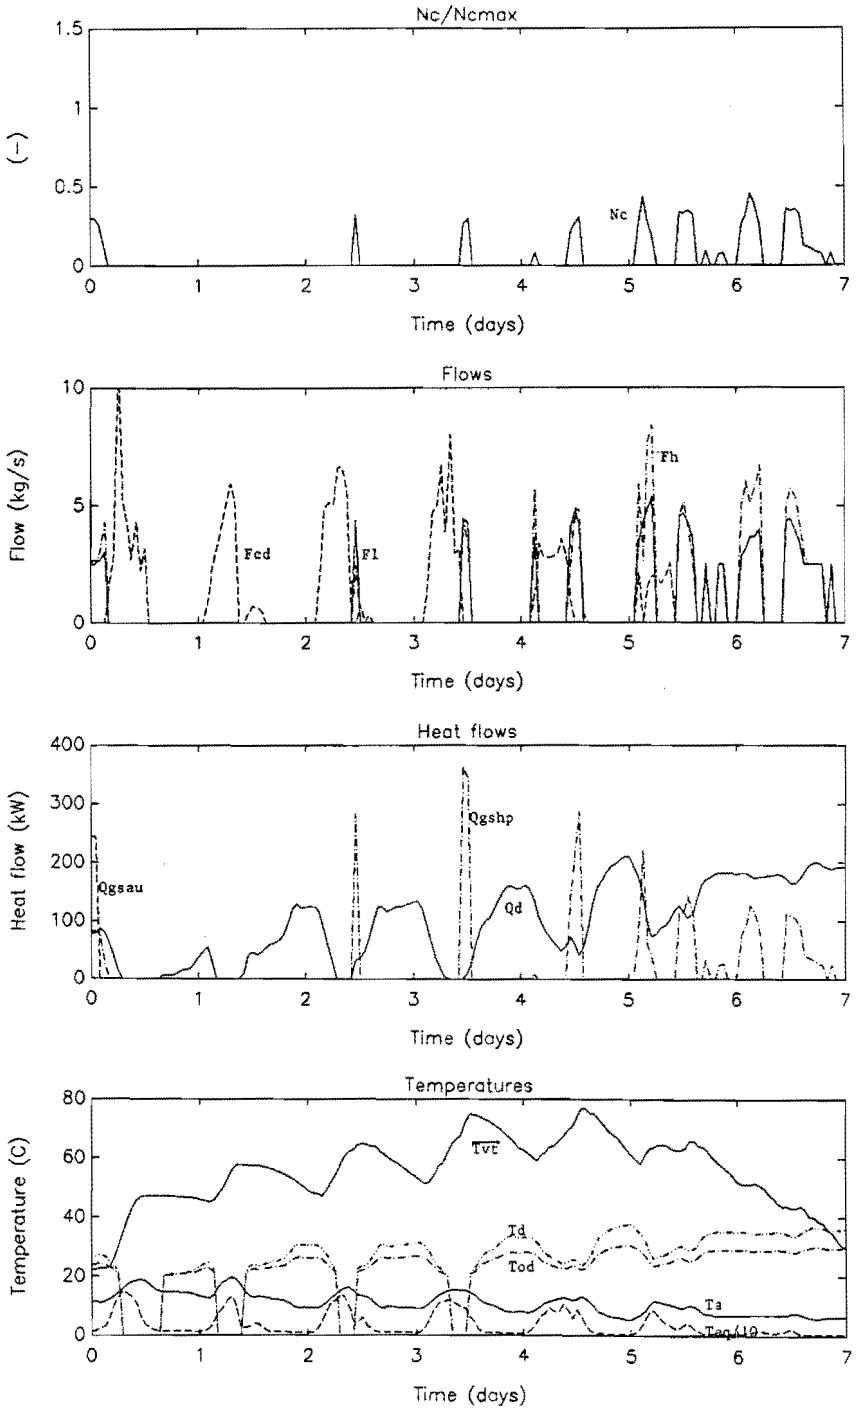 Nc/Ncmax
1.5
1
0.5
0
(-)
Nc
0 1 2 3 4 5 6 7
Time (days)
Flows
10
5
0
Flow (kg/s)
Fcd
Fl
Fh
0 1 2 3 4 5 6 7
Time (days)
Heat flows
400
300
200
100
0
Heat flow (kW)
Qgsau
Qgshp
Qd
0 1 2 3 4 5 6 7
Time (days)
Temperatures
80
60
40
20
0
Temperature (C)
Tvt
Td
Tod
Ta
Teq/10
0 1 2 3 4 5 6 7
Time (days)